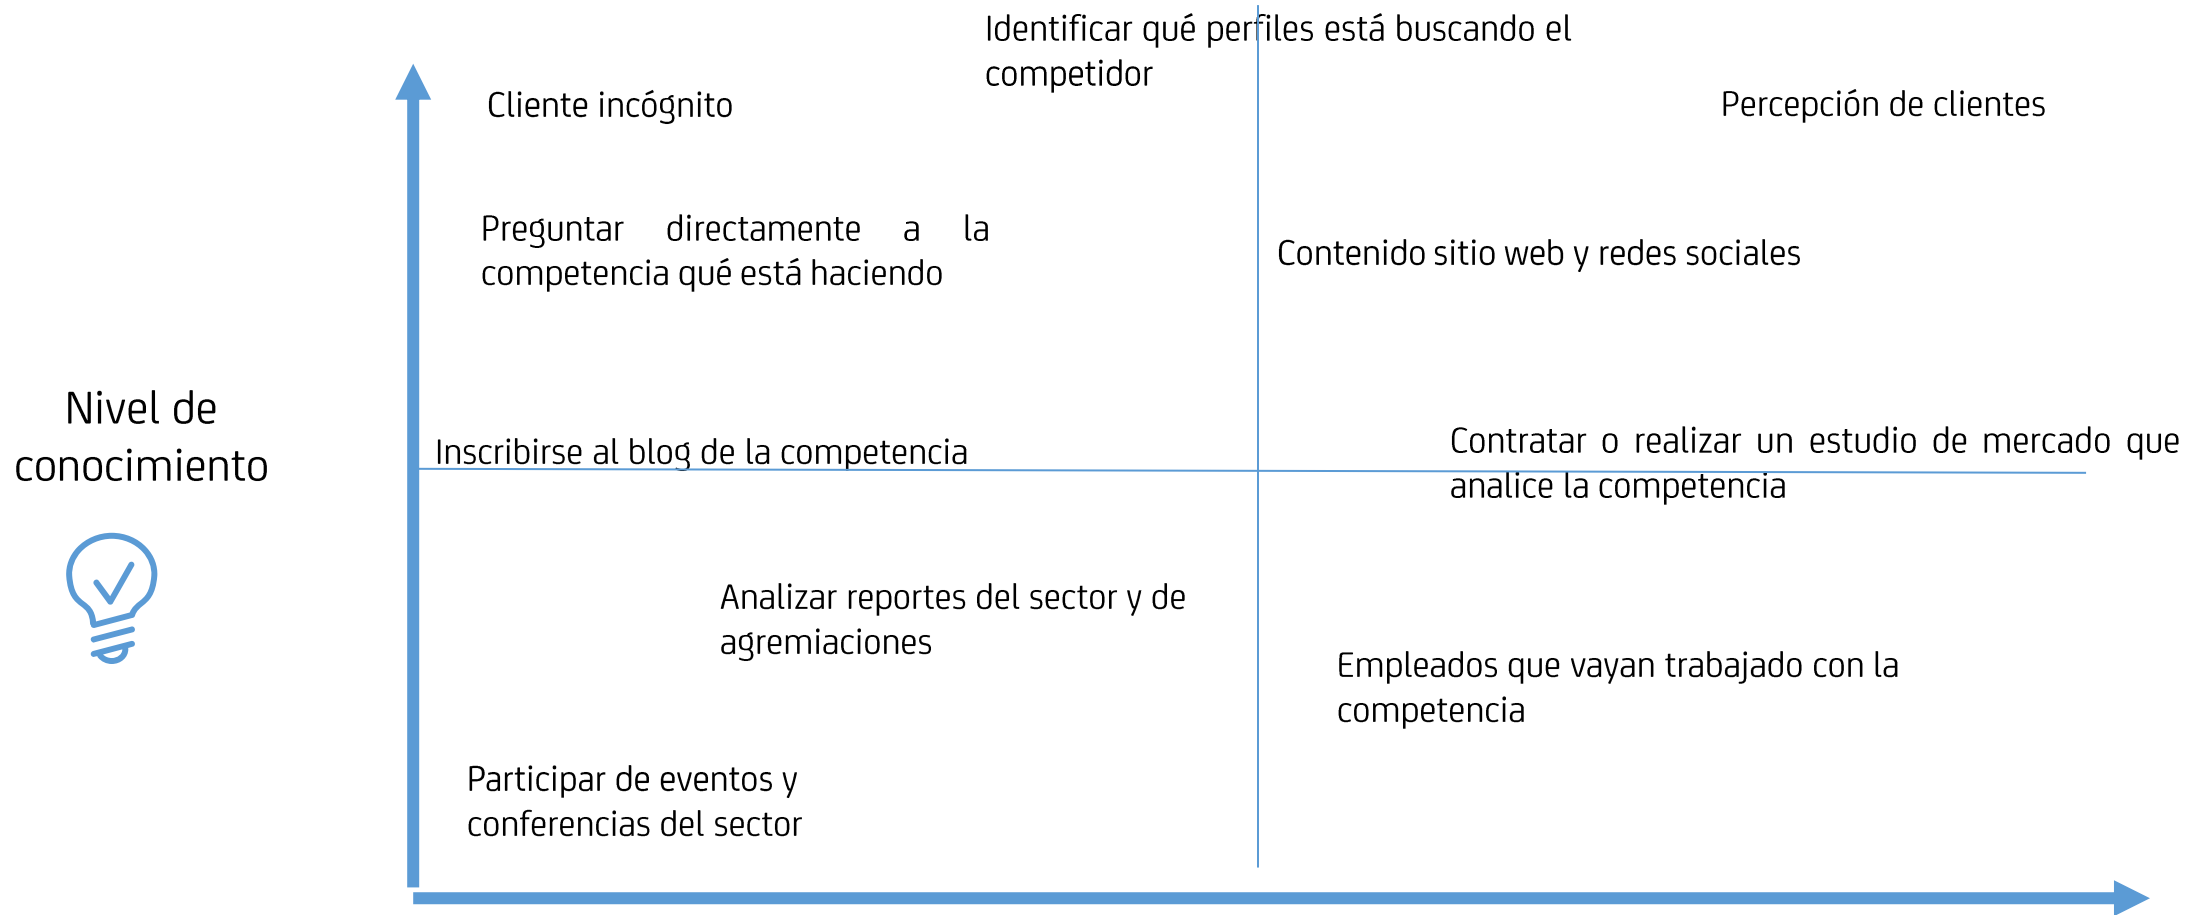 Identificar qué perfiles está buscando el
competidor
Cliente incógnito
Percepción de clientes
Preguntar directamente a la
competencia qué está haciendo
Contenido sitio web y redes sociales
Nivel de
conocimiento
Inscribirse al blog de la competencia
Contratar o realizar un estudio de mercado que
analice la competencia
Analizar reportes del sector y de
agremiaciones
Empleados que vayan trabajado con la
competencia
Participar de eventos y
conferencias del sector